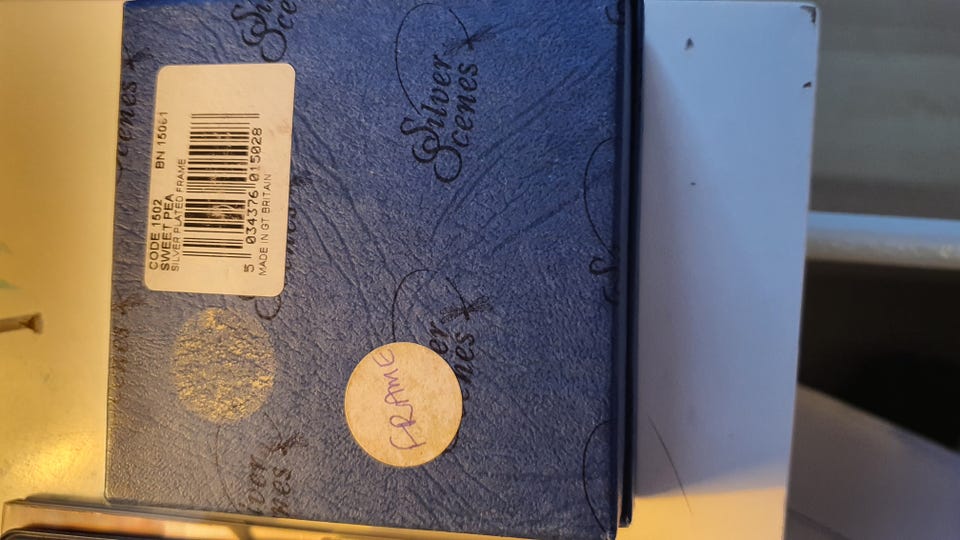 CODE 1502 BN 15061
SWEET PEA
SILVER PLATED FRAME
5 034376 015028
MADE IN GT BRITAIN
Silver
Scenes
FRAME